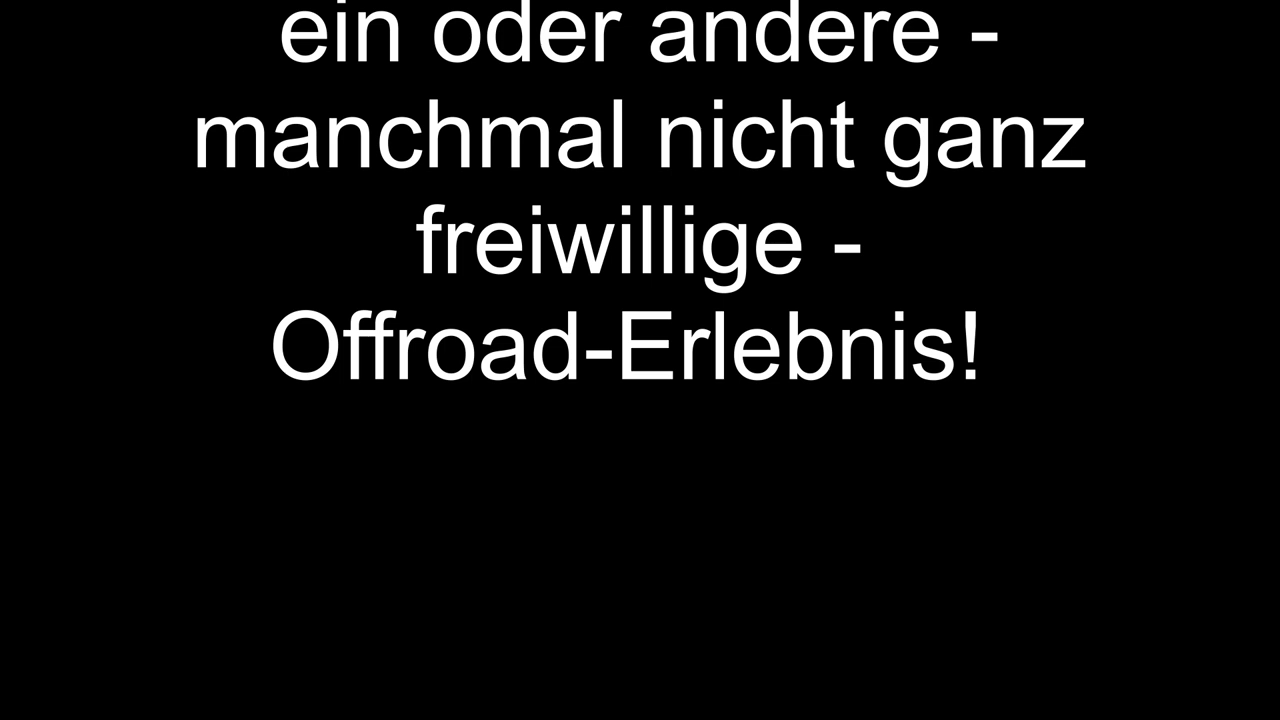 ein oder andere -
manchmal nicht ganz
freiwillige -
Offroad-Erlebnis!